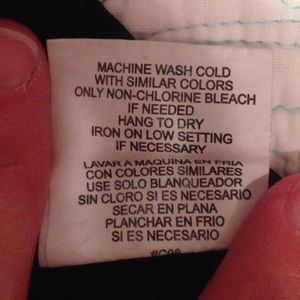 MACHINE WASH COLD
WITH SIMILAR COLORS
ONLY NON-CHLORINE BLEACH
IF NEEDED
HANG TO DRY
IRON ON LOW SETTING
IF NECESSARY
LAVAR A MAQUINA EN FRIA
CON COLORES SIMILARES
USE SOLO BLANQUEADOR
SIN CLORO SI ES NECESARIO
SECAR EN PLANA
PLANCHAR EN FRIO
SI ES NECESARIO